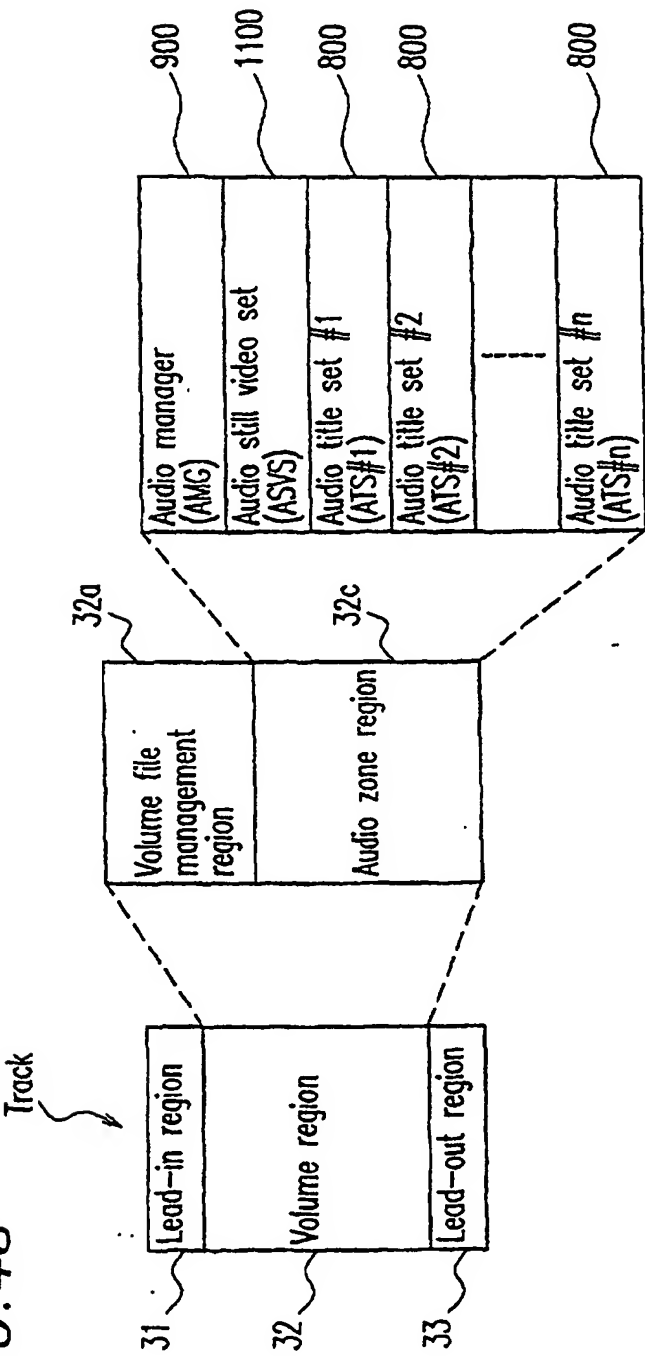 Track
31
Lead-in region
32
Volume region
33
Lead-out region
32a
Volume file
management
region
32c
Audio zone region
900
Audio manager
(AMG)
1100
Audio still video set
(ASVS)
800
Audio title set #1
(ATS#1)
800
Audio title set #2
(ATS#2)
800
Audio title set #n
(ATS#n)